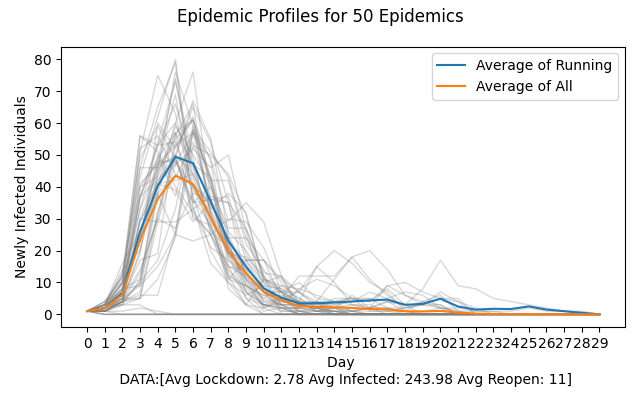 Epidemic Profiles for 50 Epidemics
Average of Running
Average of All
Newly Infected Individuals
80
70
60
50
40
30
20
10
0
0 1 2 3 4 5 6 7 8 9 10 11 12 13 14 15 16 17 18 19 20 21 22 23 24 25 26 27 28 29
Day
DATA:[Avg Lockdown: 2.78 Avg Infected: 243.98 Avg Reopen: 11]